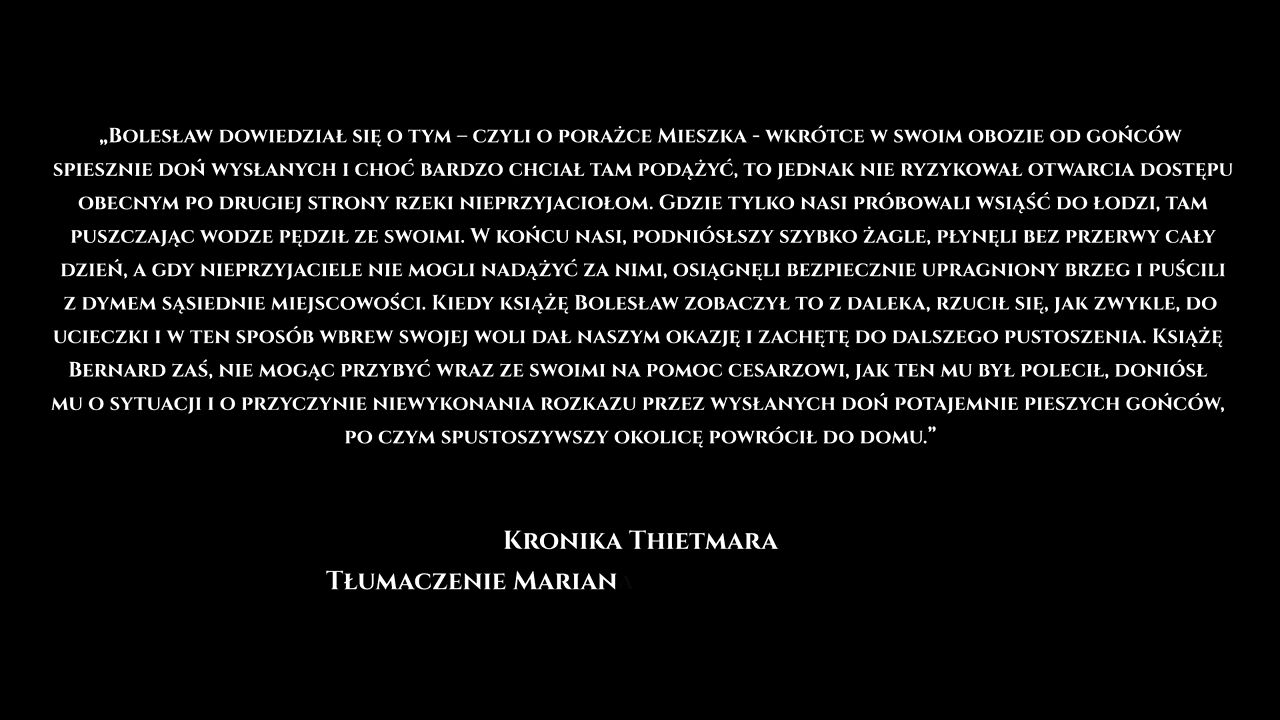 „Bolesław dowiedział się o tym – czyli o porażce Mieszka - wkrótce w swoim obozie od gońców
spiesznie doń wysłanych i choć bardzo chciał tam podążyć, to jednak nie ryzykował otwarcia dostępu
obecnym po drugiej strony rzeki nieprzyjaciołom. Gdzie tylko nasi próbowali wsiąść do łodzi, tam
puszczając wodze pędził ze swoimi. W końcu nasi, podniósłszy szybko żagle, płynęli bez przerwy cały
dzień, a gdy nieprzyjaciele nie mogli nadążyć za nimi, osiągnęli bezpiecznie upragniony brzeg i puścili
z dymem sąsiednie miejscowości. Kiedy książę Bolesław zobaczył to z daleka, rzucił się, jak zwykle, do
ucieczki i w ten sposób wbrew swojej woli dał naszym okazję i zachętę do dalszego pustoszenia. Książę
Bernard zaś, nie mogąc przybyć wraz ze swoimi na pomoc cesarzowi, jak ten mu był polecił, doniósł
mu o sytuacji i o przyczynie niewykonania rozkazu przez wysłanych doń potajemnie pieszych gońców,
po czym spustoszywszy okolicę powrócił do domu.”
Kronika Thietmara
Tłumaczenie Marian